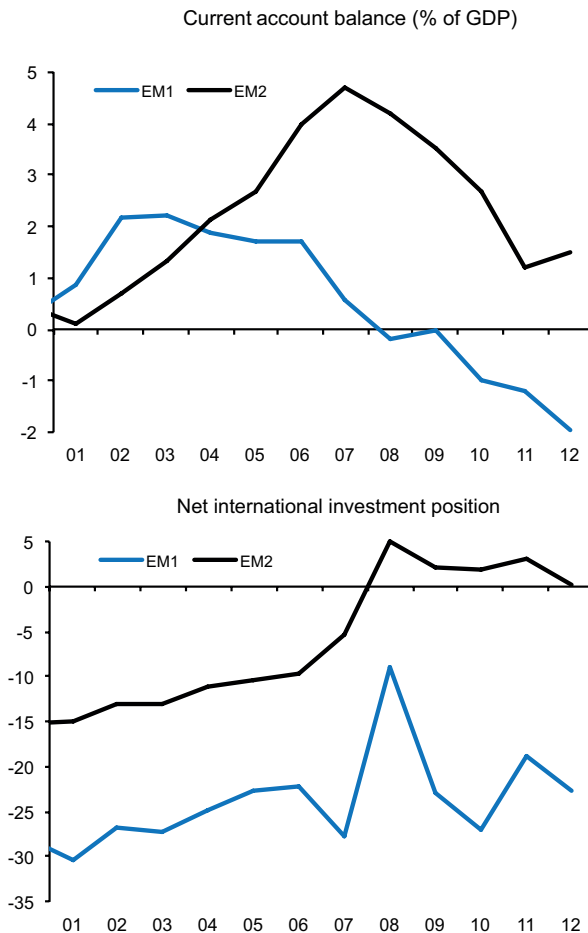 Current account balance (% of GDP)
5
EM1 EM2
4
3
2
1
0
-1
-2
01 02 03 04 05 06 07 08 09 10 11 12
Net international investment position
5
EM1 EM2
0
-5
-10
-15
-20
-25
-30
-35
01 02 03 04 05 06 07 08 09 10 11 12